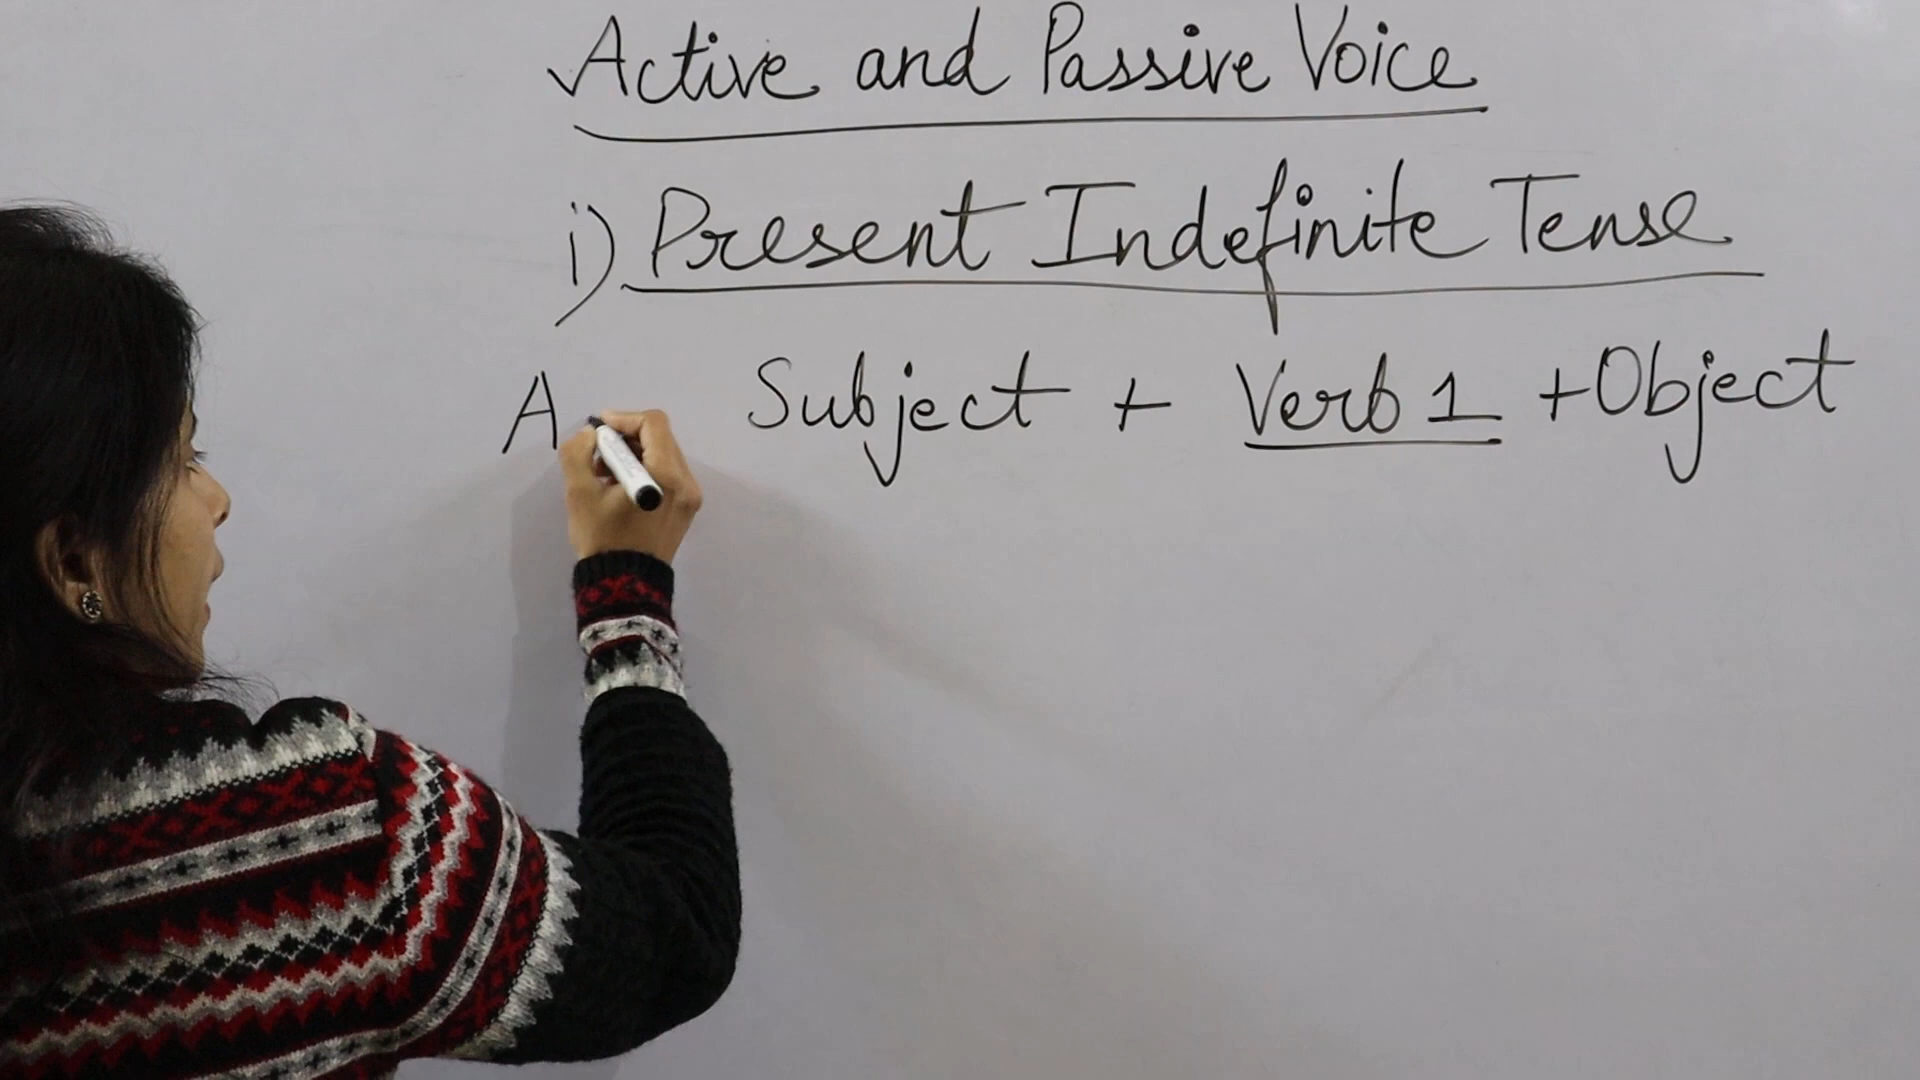 Active and Passive Voice
i) Present Indefinite Tense
A Subject + Verb 1 + Object